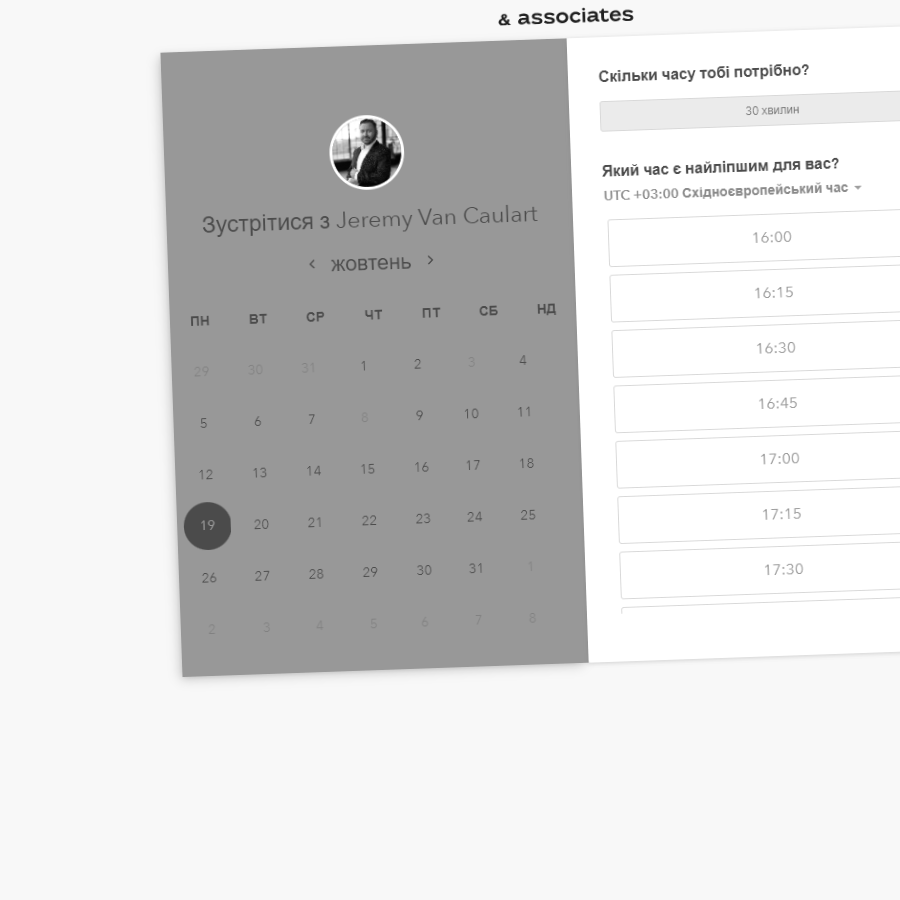 & associates
Зустрітися з Jeremy Van Caulart
жовтень
ПН ВТ СР ЧТ ПТ СБ НД
29 30 31 1 2 3 4
5 6 7 8 9 10 11
12 13 14 15 16 17 18
19 20 21 22 23 24 25
26 27 28 29 30 31 1
2 3 4 5 6 7 8
Скільки часу тобі потрібно?
30 хвилин
Який час є найліпшим для вас?
UTC +03:00 Східноєвропейський час
16:00
16:15
16:30
16:45
17:00
17:15
17:30